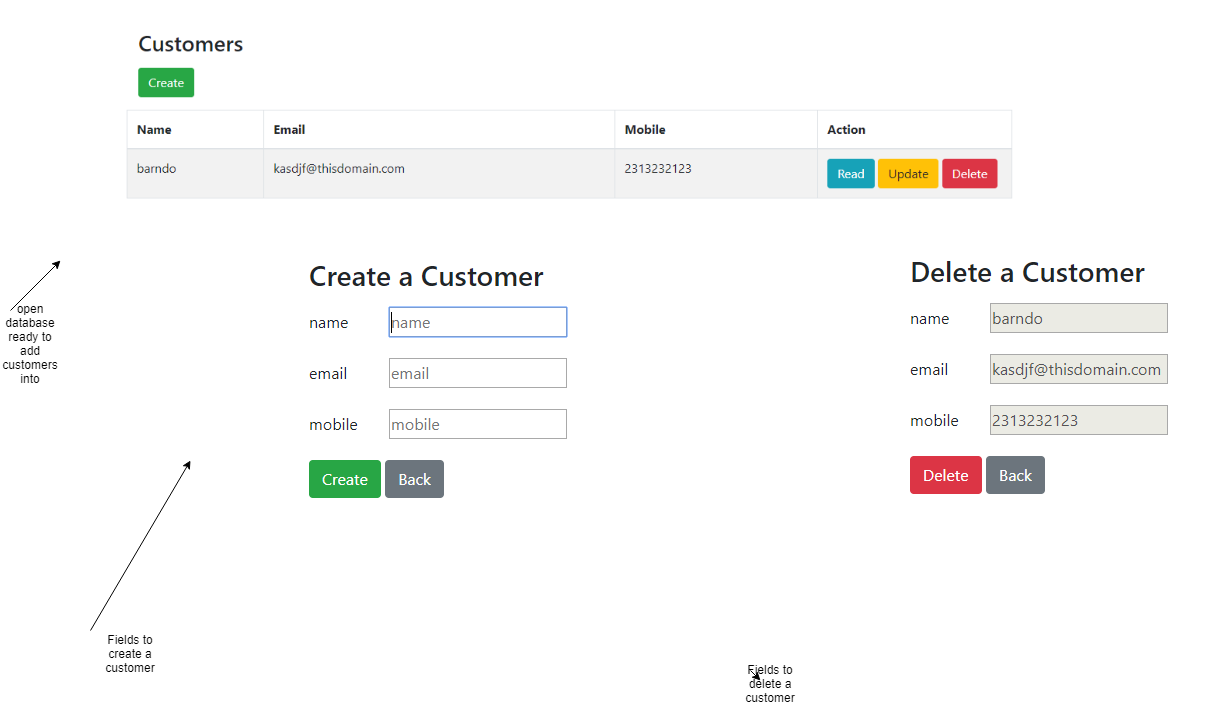 Customers
Create
Name Email Mobile Action
barndo kasdjf@thisdomain.com 2313232123 Read Update Delete
open
database
ready to
add
customers
into
Create a Customer
name name
email email
mobile mobile
Create Back
Delete a Customer
name barndo
email kasdjf@thisdomain.com
mobile 2313232123
Delete Back
Fields to
create a
customer
Fields to
delete a
customer